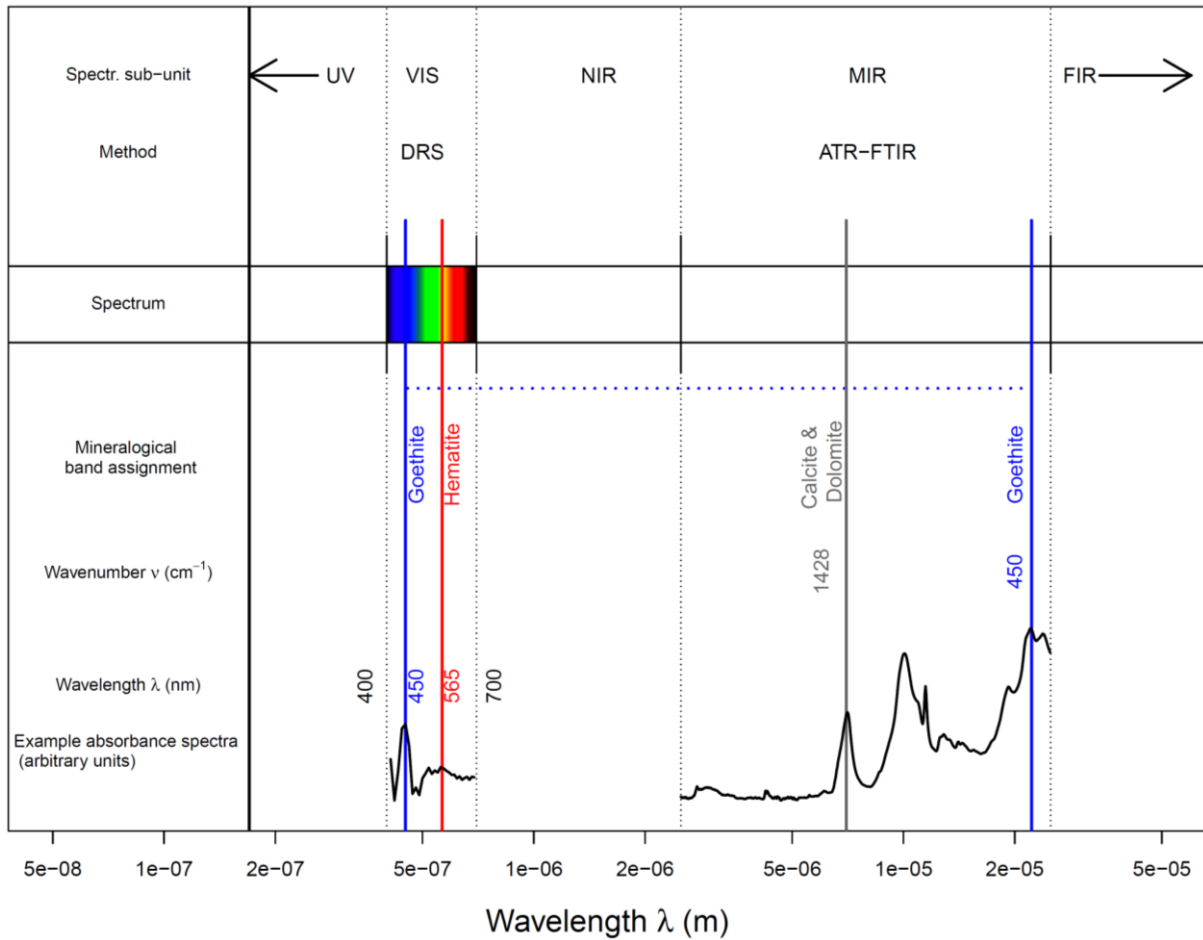 Spectr. sub−unit
UV
VIS
NIR
MIR
FIR
Method
DRS
ATR−FTIR
Spectrum
Mineralogical
band assignment
Goethite
Hematite
Calcite &
Dolomite
Goethite
Wavenumber ν (cm−1)
1428
450
Wavelength λ (nm)
400
450
565
700
Example absorbance spectra
(arbitrary units)
5e−08
1e−07
2e−07
5e−07
1e−06
2e−06
5e−06
1e−05
2e−05
5e−05
Wavelength λ (m)